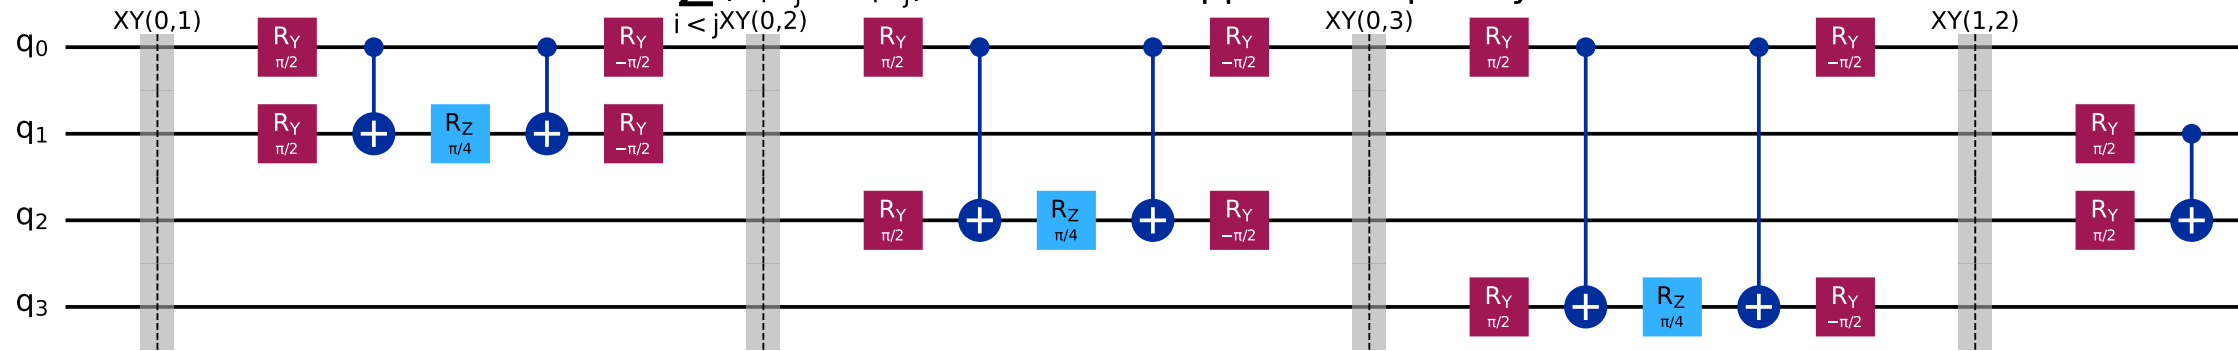 XY(0,1) i < j XY(0,2) XY(0,3) XY(1,2)
q0 RY π/2 RY −π/2 RY π/2 RY −π/2 RY π/2 RY −π/2
q1 RY π/2 RZ π/4 RY −π/2 RY π/2
q2 RY π/2 RZ π/4 RY −π/2 RY π/2
q3 RY π/2 RZ π/4 RY −π/2